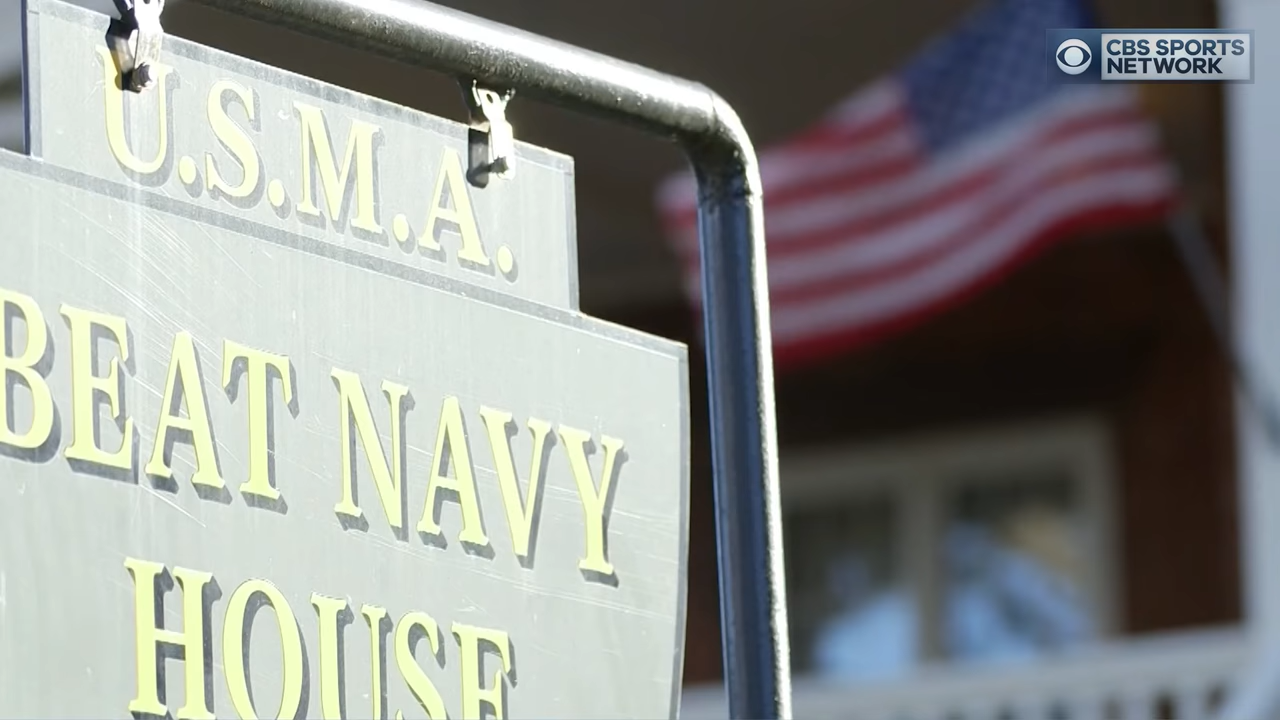 U.S.M.A.
BEAT NAVY
HOUSE
CBS SPORTS
NETWORK